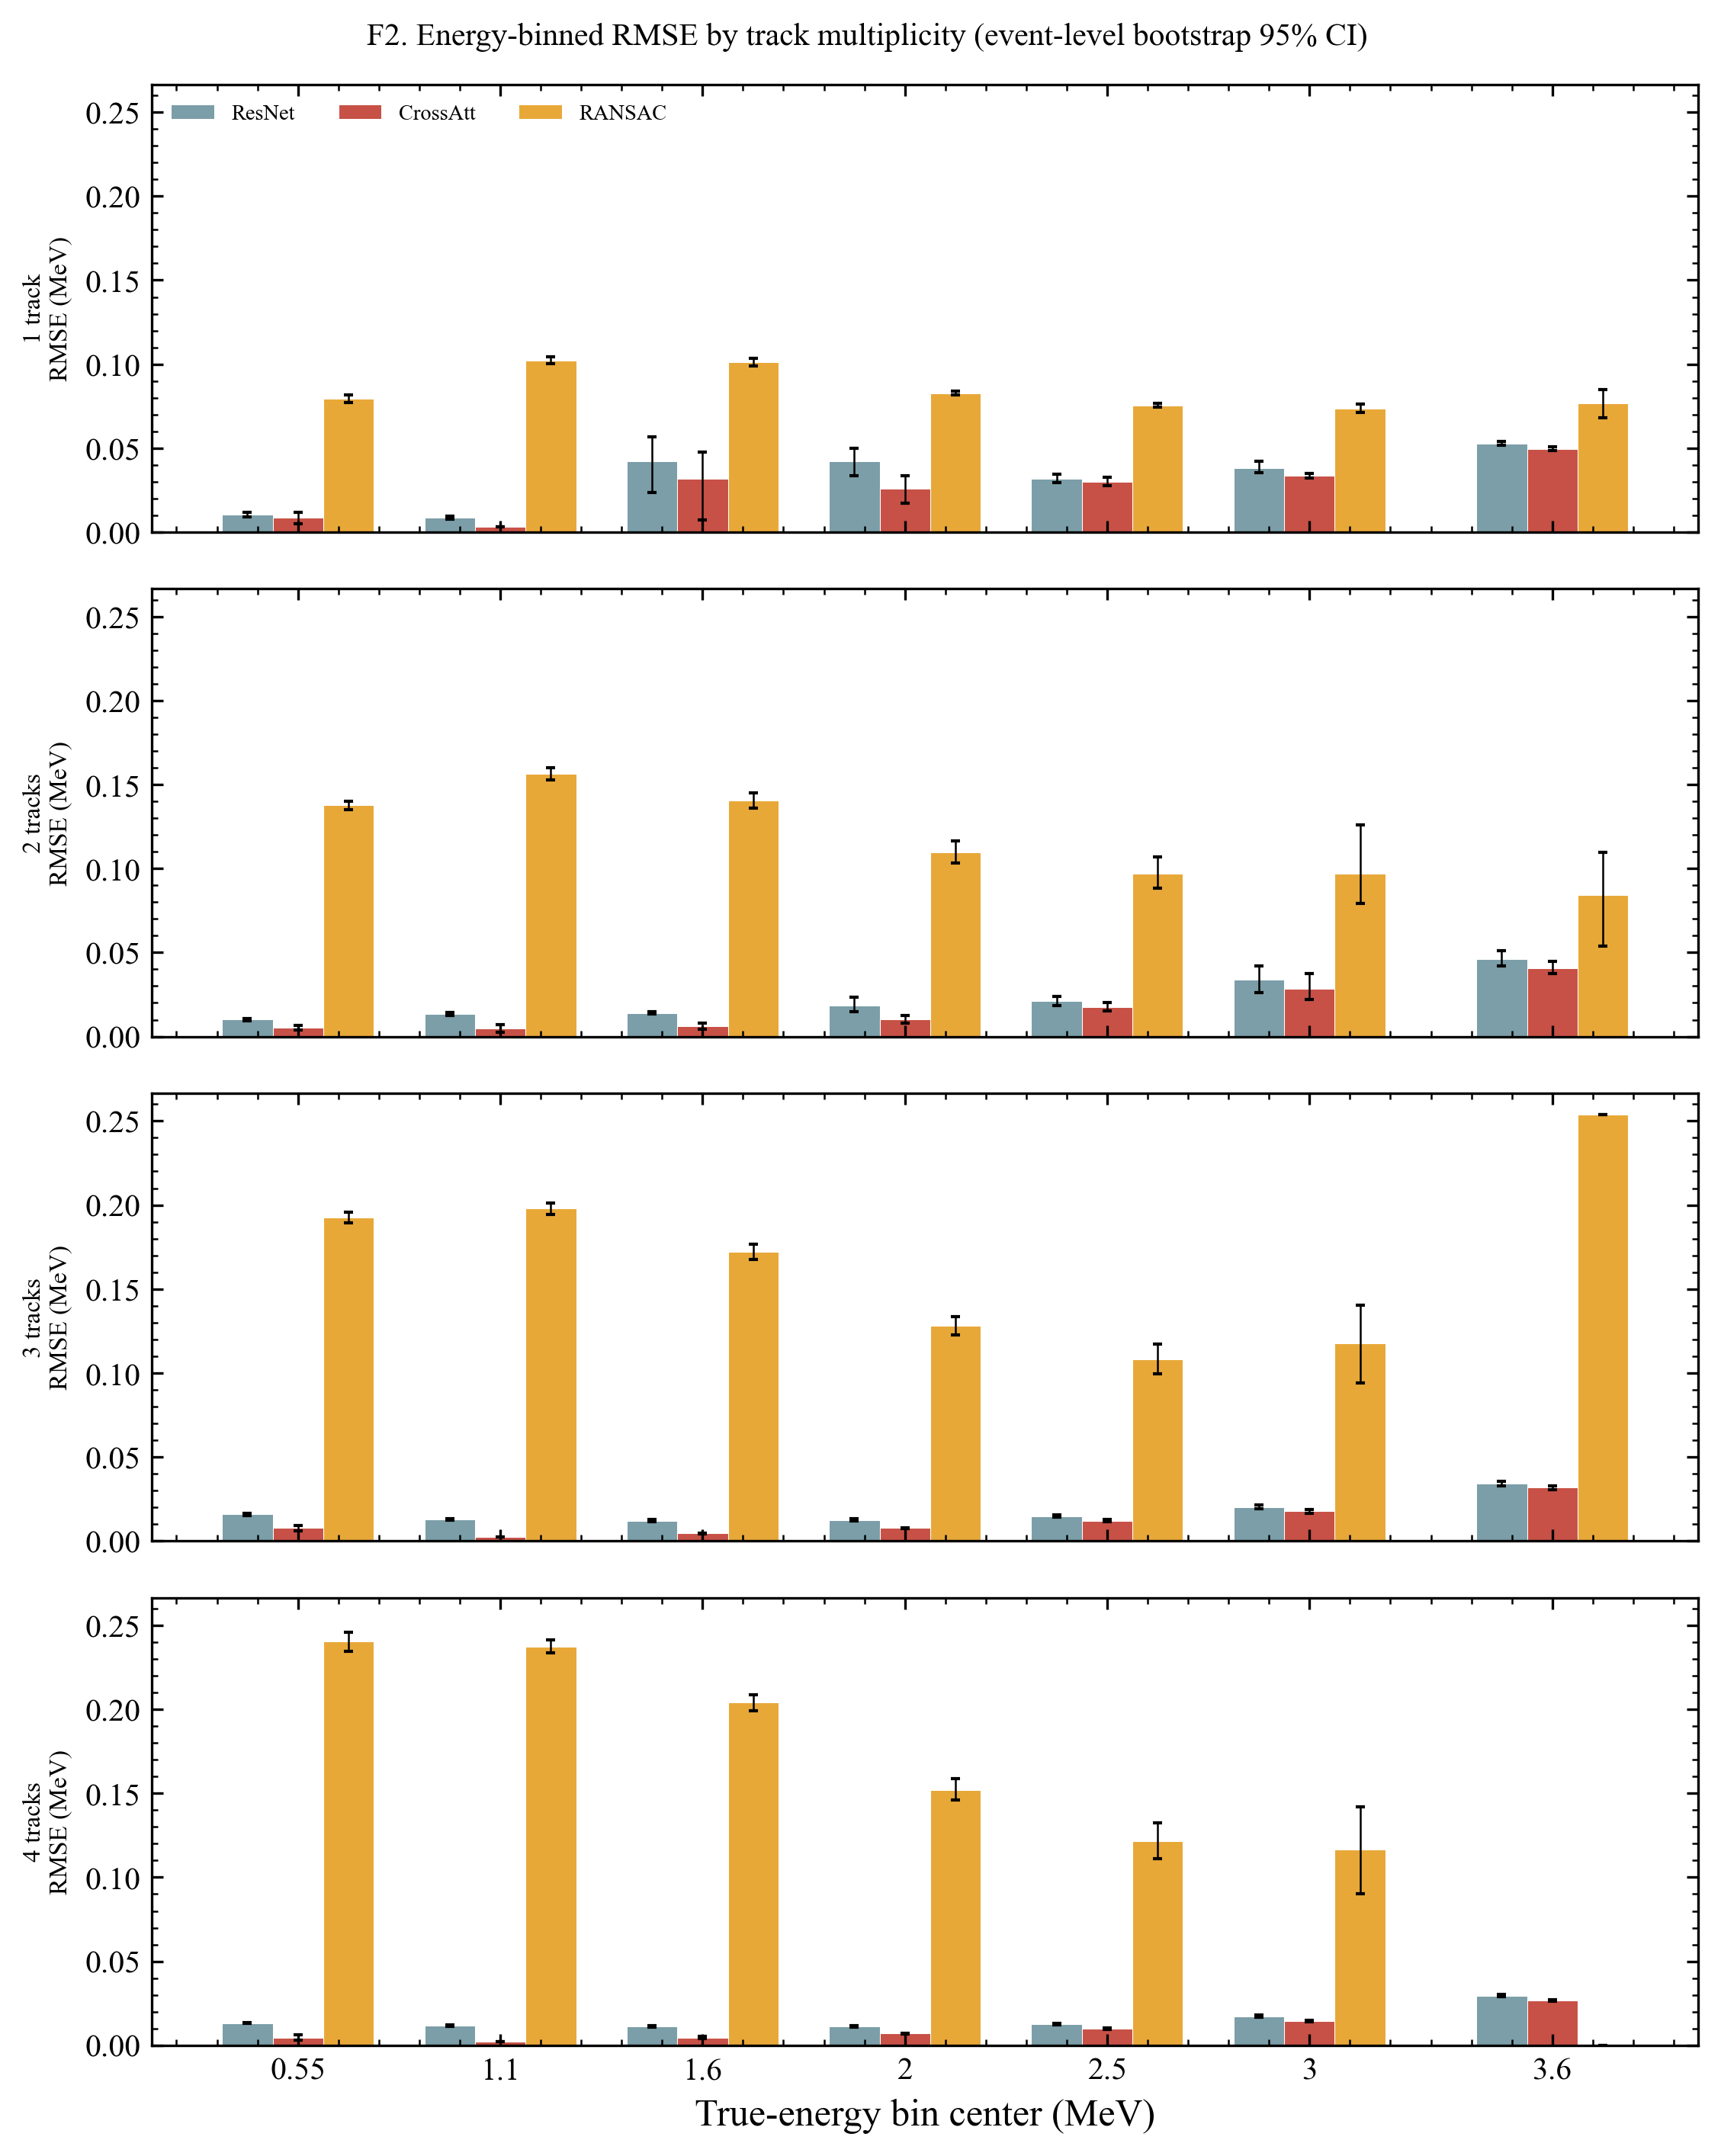 F2. Energy-binned RMSE by track multiplicity (event-level bootstrap 95% CI)
ResNet CrossAtt RANSAC
1 track
RMSE (MeV)
0.25
0.20
0.15
0.10
0.05
0.00
2 tracks
RMSE (MeV)
0.25
0.20
0.15
0.10
0.05
0.00
3 tracks
RMSE (MeV)
0.25
0.20
0.15
0.10
0.05
0.00
4 tracks
RMSE (MeV)
0.25
0.20
0.15
0.10
0.05
0.00
0.55 1.1 1.6 2 2.5 3 3.6
True-energy bin center (MeV)